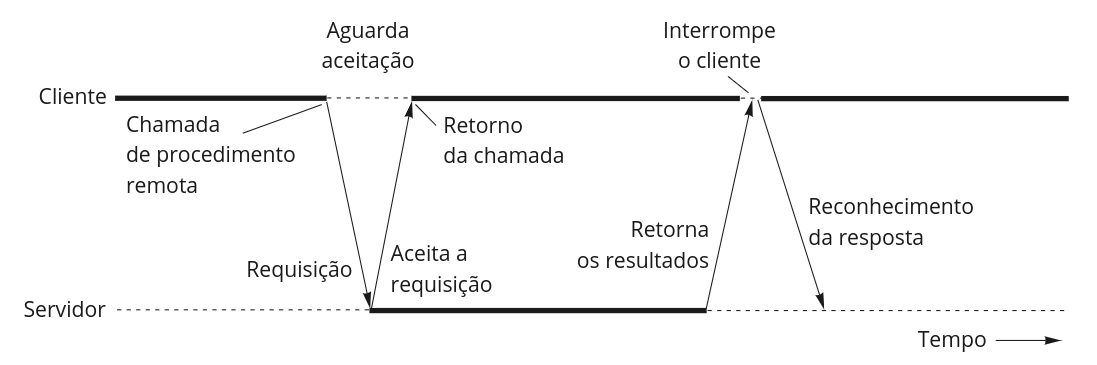 Aguarda
aceitação
Interrompe
o cliente
Cliente
Chamada
de procedimento
remota
Retorno
da chamada
Reconhecimento
da resposta
Retorna
os resultados
Aceita a
requisição
Requisição
Servidor
Tempo